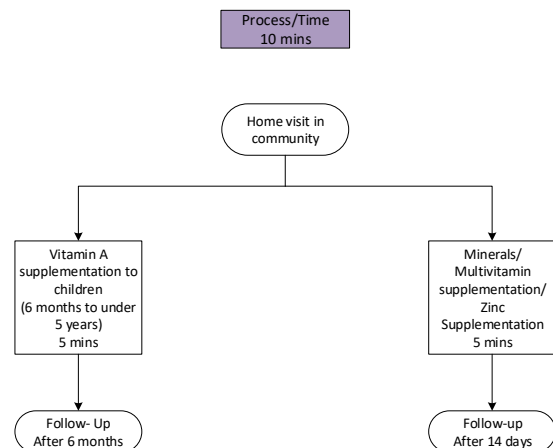 Process/Time
10 mins
Home visit in
community
Vitamin A
supplementation to
children
(6 months to under
5 years)
5 mins
Minerals/
Multivitamin
supplementation/
Zinc
Supplementation
5 mins
Follow- Up
After 6 months
Follow-up
After 14 days